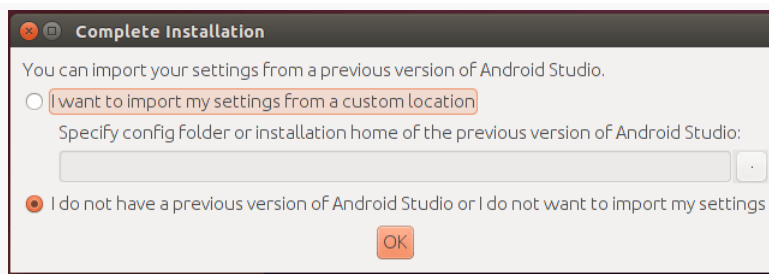 Complete Installation
You can import your settings from a previous version of Android Studio.
I want to import my settings from a custom location
Specify config folder or installation home of the previous version of Android Studio:
.
I do not have a previous version of Android Studio or I do not want to import my settings
OK